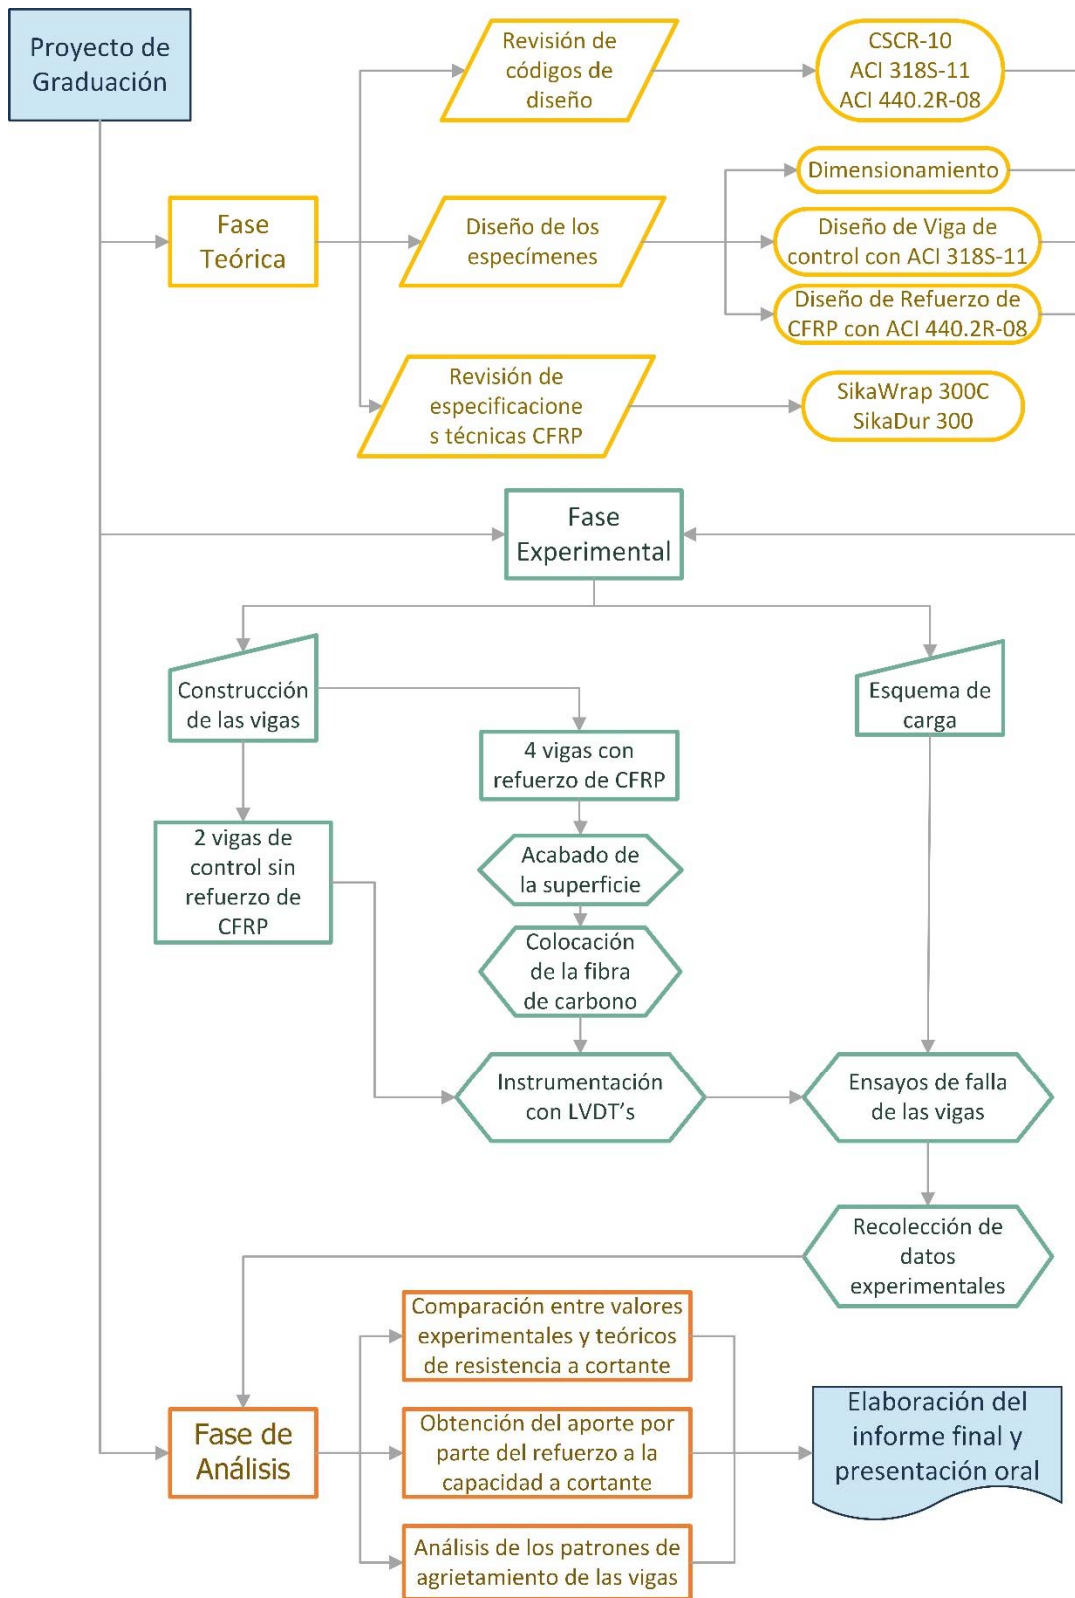 Proyecto de
Graduación
Revisión de
códigos de
diseño
CSCR-10
ACI 318S-11
ACI 440.2R-08
Fase
Teórica
Diseño de los
especímenes
Dimensionamiento
Diseño de Viga de
control con ACI 318S-11
Diseño de Refuerzo de
CFRP con ACI 440.2R-08
Revisión de
especificacione
s técnicas CFRP
SikaWrap 300C
SikaDur 300
Fase
Experimental
Construcción
de las vigas
Esquema de
carga
4 vigas con
refuerzo de CFRP
2 vigas de
control sin
refuerzo de
CFRP
Acabado de
la superficie
Colocación
de la fibra
de carbono
Instrumentación
con LVDT’s
Ensayos de falla
de las vigas
Recolección de
datos
experimentales
Comparación entre valores
experimentales y teóricos
de resistencia a cortante
Fase de
Análisis
Obtención del aporte por
parte del refuerzo a la
capacidad a cortante
Análisis de los patrones de
agrietamiento de las vigas
Elaboración del
informe final y
presentación oral